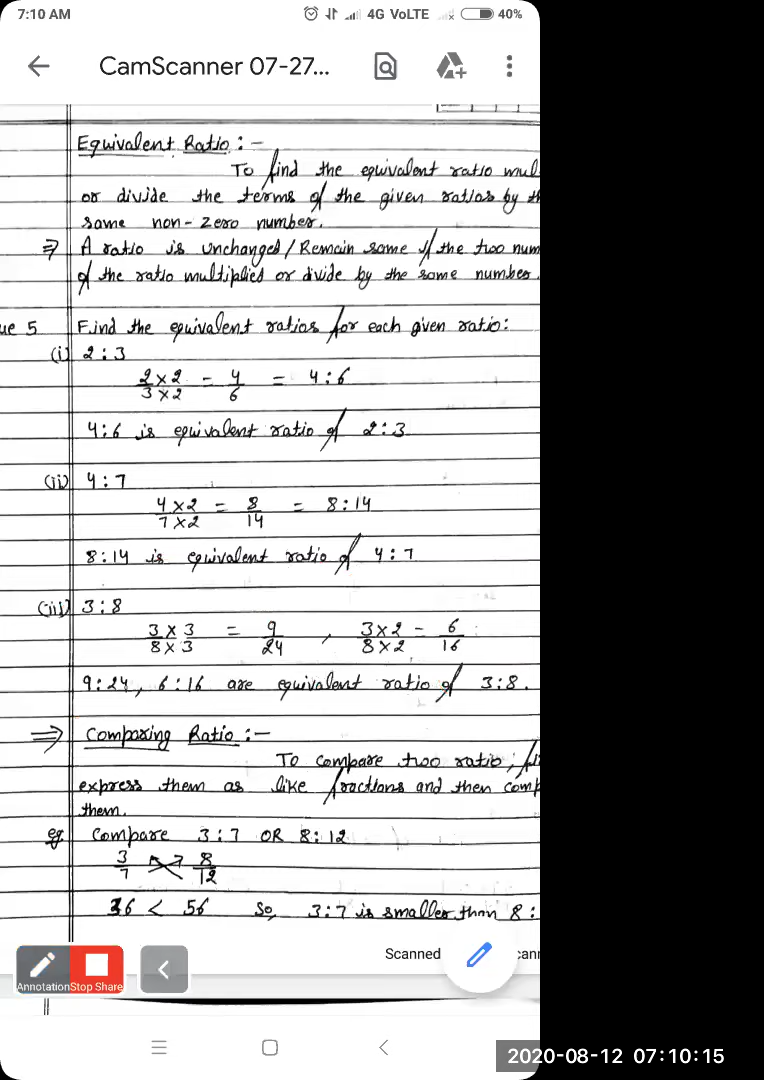 7:10 AM 4G VoLTE 40%
CamScanner 07-27...
Equivalent Ratio : -
To find the equivalent ratio mul
or divide the terms of the given ratios by th
same non-zero number.
⇒ A ratio is unchanged / Remain same if the two num
of the ratio multiplied or divide by the same number.
ue 5 Find the equivalent ratios for each given ratio:
(i) 2 : 3
2 × 2 / 3 × 2 = 4/6 = 4:6
4:6 is equivalent ratio of 2:3
(ii) 4 : 7
4 × 2 / 7 × 2 = 8/14 = 8:14
8:14 is equivalent ratio of 4:7
(iii) 3 : 8
3 × 3 / 8 × 3 = 9/24 , 3 × 2 / 8 × 2 = 6/16
9:24, 6:16 are equivalent ratio of 3:8.
⇒ Comparing Ratio :-
To compare two ratio,
express them as like fractions and then comp
them.
eg. Compare 3:7 OR 8:12
3/7 8/12
36 < 56 So, 3:7 is smaller than 8:
Scanned
Annotation Stop Share
2020-08-12 07:10:15